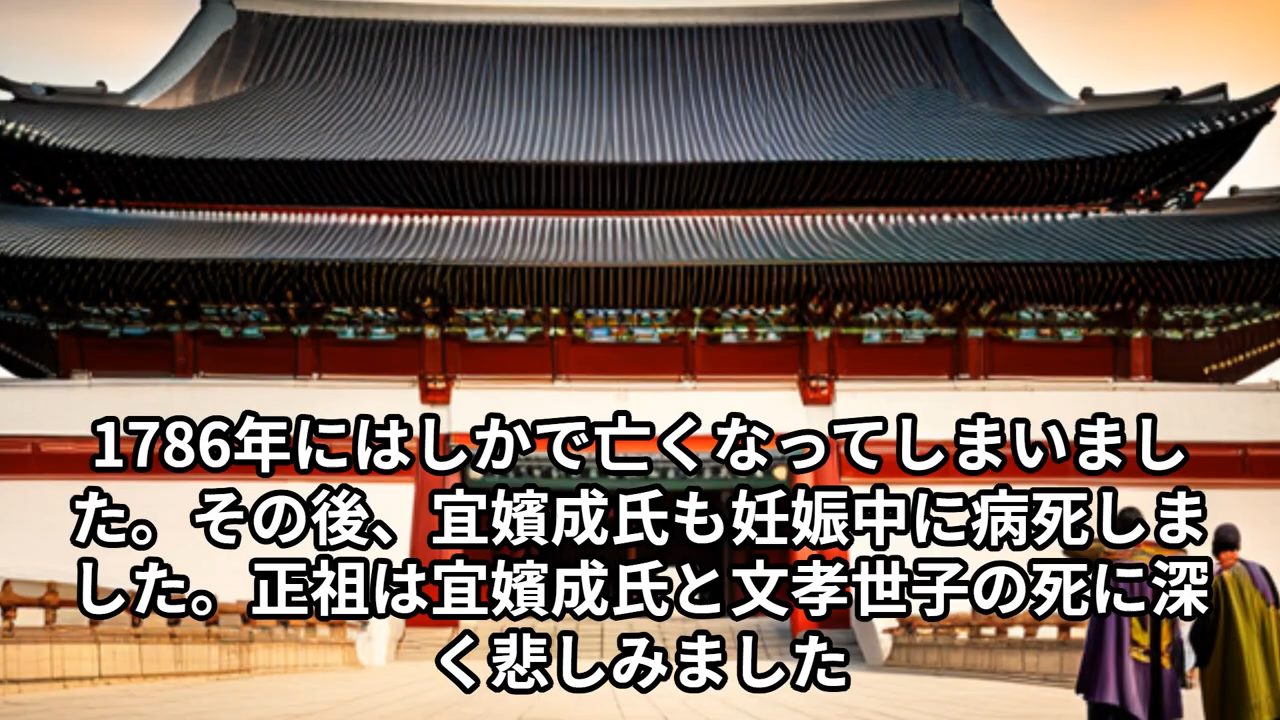 1786年にはしかで亡くなってしまいまし
た。その後、宜嬪成氏も妊娠中に病死しま
した。正祖は宜嬪成氏と文孝世子の死に深
く悲しみました